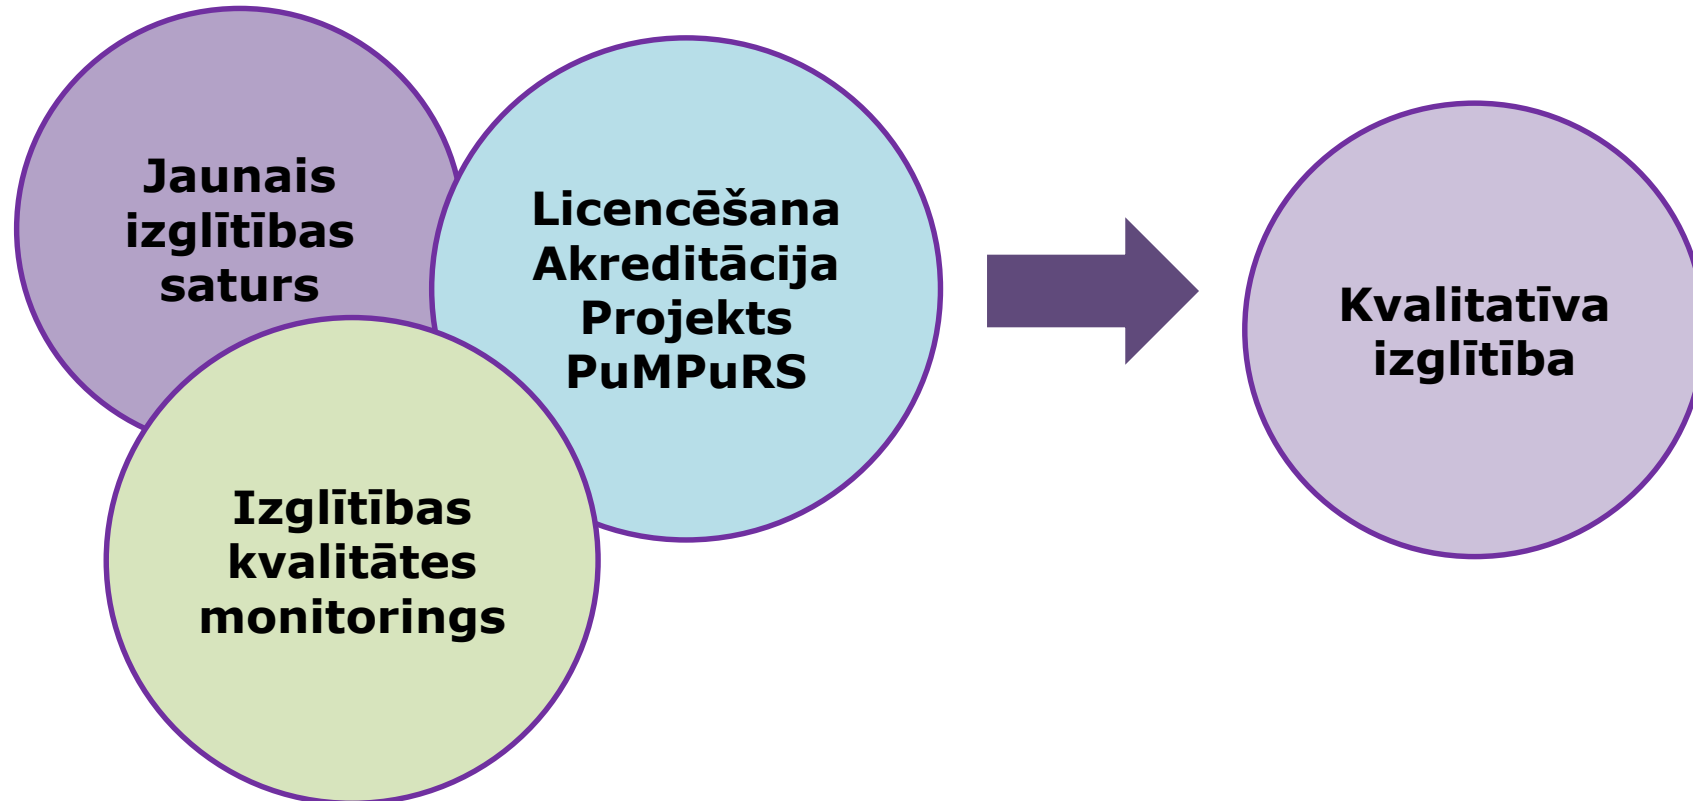 Jaunais
izglītības
saturs
Licencēšana
Akreditācija
Projekts
PuMPuRS
Izglītības
kvalitātes
monitorings
Kvalitatīva
izglītība